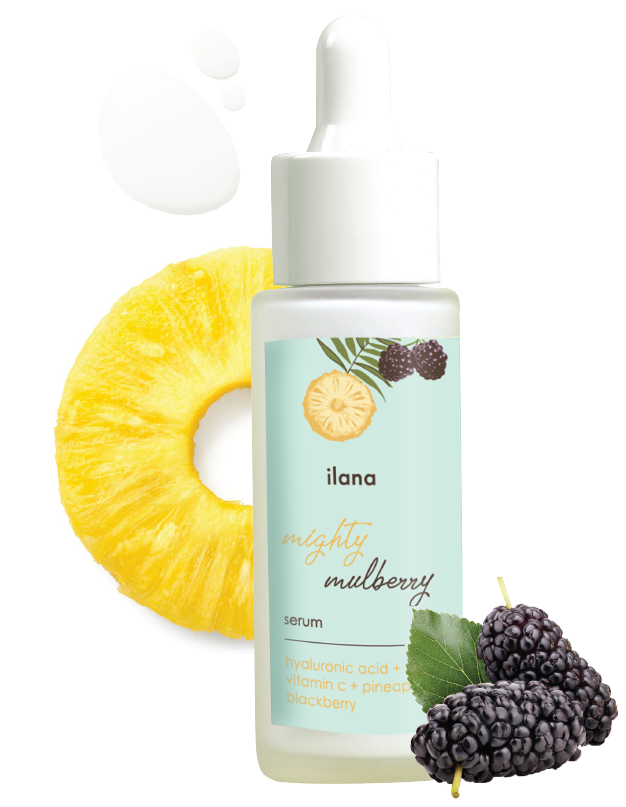 ilana
mighty
mulberry
serum
hyaluronic acid +
vitamin c +
blackberry